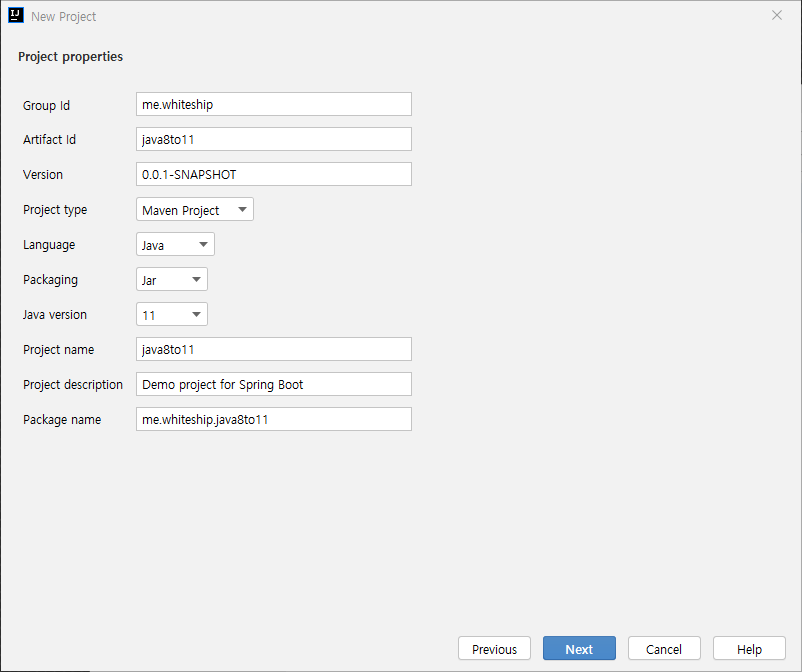 IJ
New Project
Project properties
Group Id me.whiteship
Artifact Id java8to11
Version 0.0.1-SNAPSHOT
Project type Maven Project
Language Java
Packaging Jar
Java version 11
Project name java8to11
Project description Demo project for Spring Boot
Package name me.whiteship.java8to11
Previous Next Cancel Help